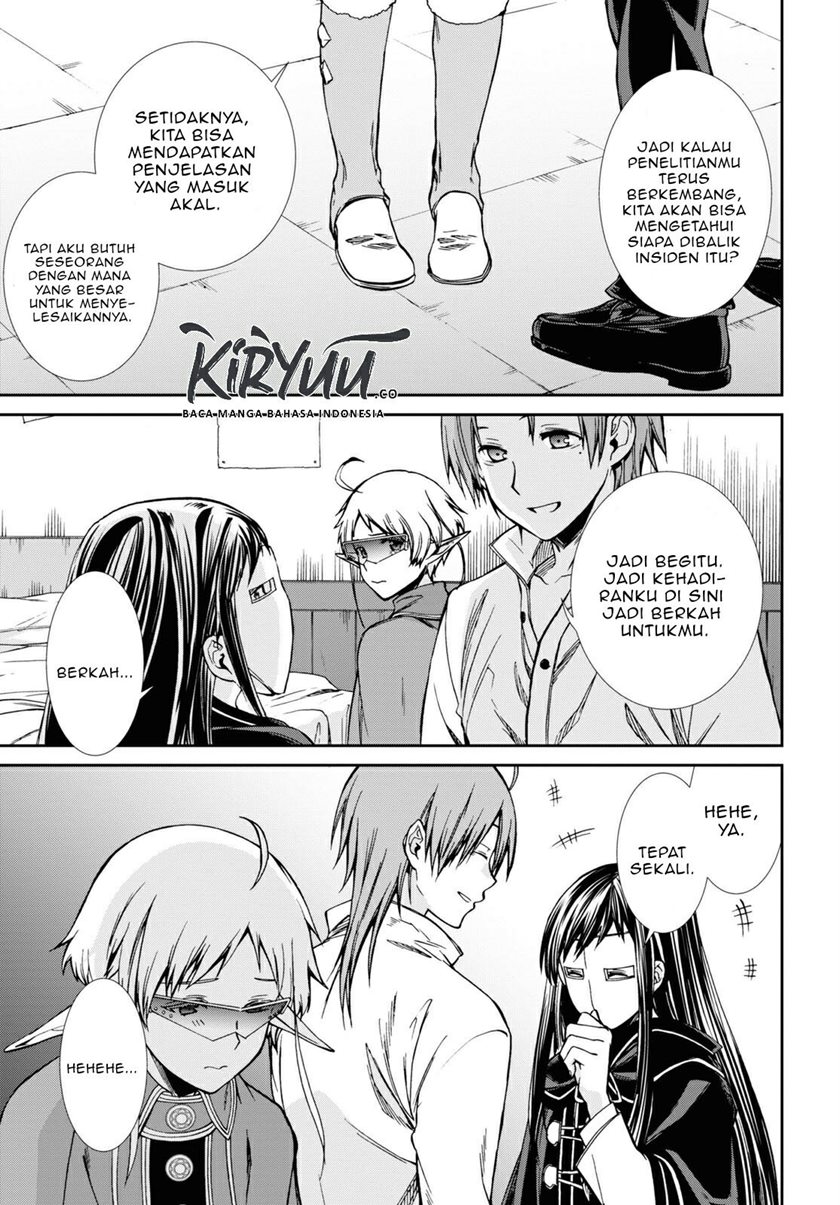 JADI KALAU
PENELITIANMU
TERUS
BERKEMBANG,
KITA AKAN BISA
MENGETAHUI
SIAPA DIBALIK
INSIDEN ITU?
SETIDAKNYA,
KITA BISA
MENDAPATKAN
PENJELASAN
YANG MASUK
AKAL.
TAPI AKU BUTUH
SESEORANG
DENGAN MANA
YANG BESAR
UNTUK MENYE-
LESAIKANNYA.
KIRYUU.CO
BACA MANGA BAHASA INDONESIA
JADI BEGITU.
JADI KEHADI-
RANKU DI SINI
JADI BERKAH
UNTUKMU.
BERKAH...
HEHE,
YA.
TEPAT
SEKALI.
HEHEHE...